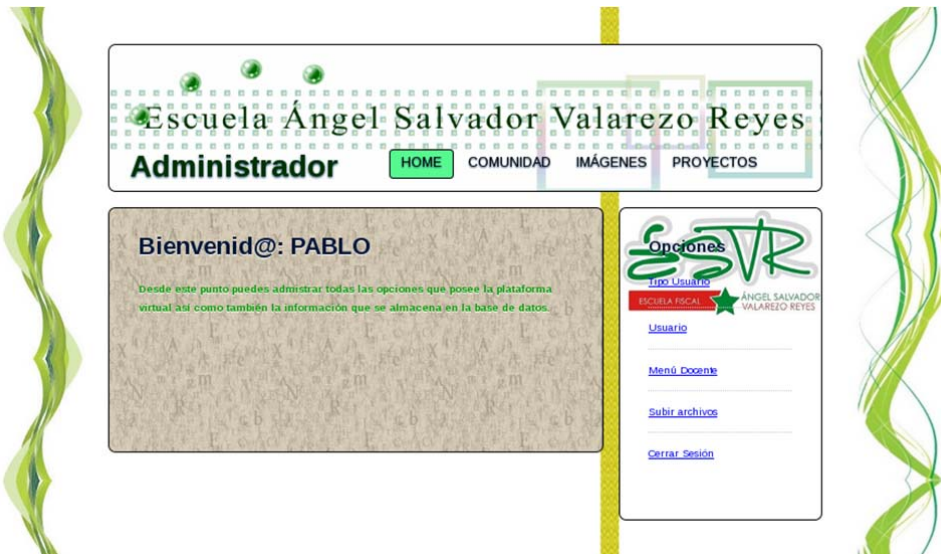 Escuela Ángel Salvador Valarezo Reyes
Administrador
HOME COMUNIDAD IMÁGENES PROYECTOS
Bienvenid@: PABLO
Desde este punto puedes admistrar todas las opciones que posee la plataforma
virtual asi como también la información que se almacena en la base de datos.
ESVR
Opciones
Tipo Usuario
ESCUELA FISCAL ÁNGEL SALVADOR
VALAREZO REYES
Usuario
Menú Docente
Subir archivos
Cerrar Sesión